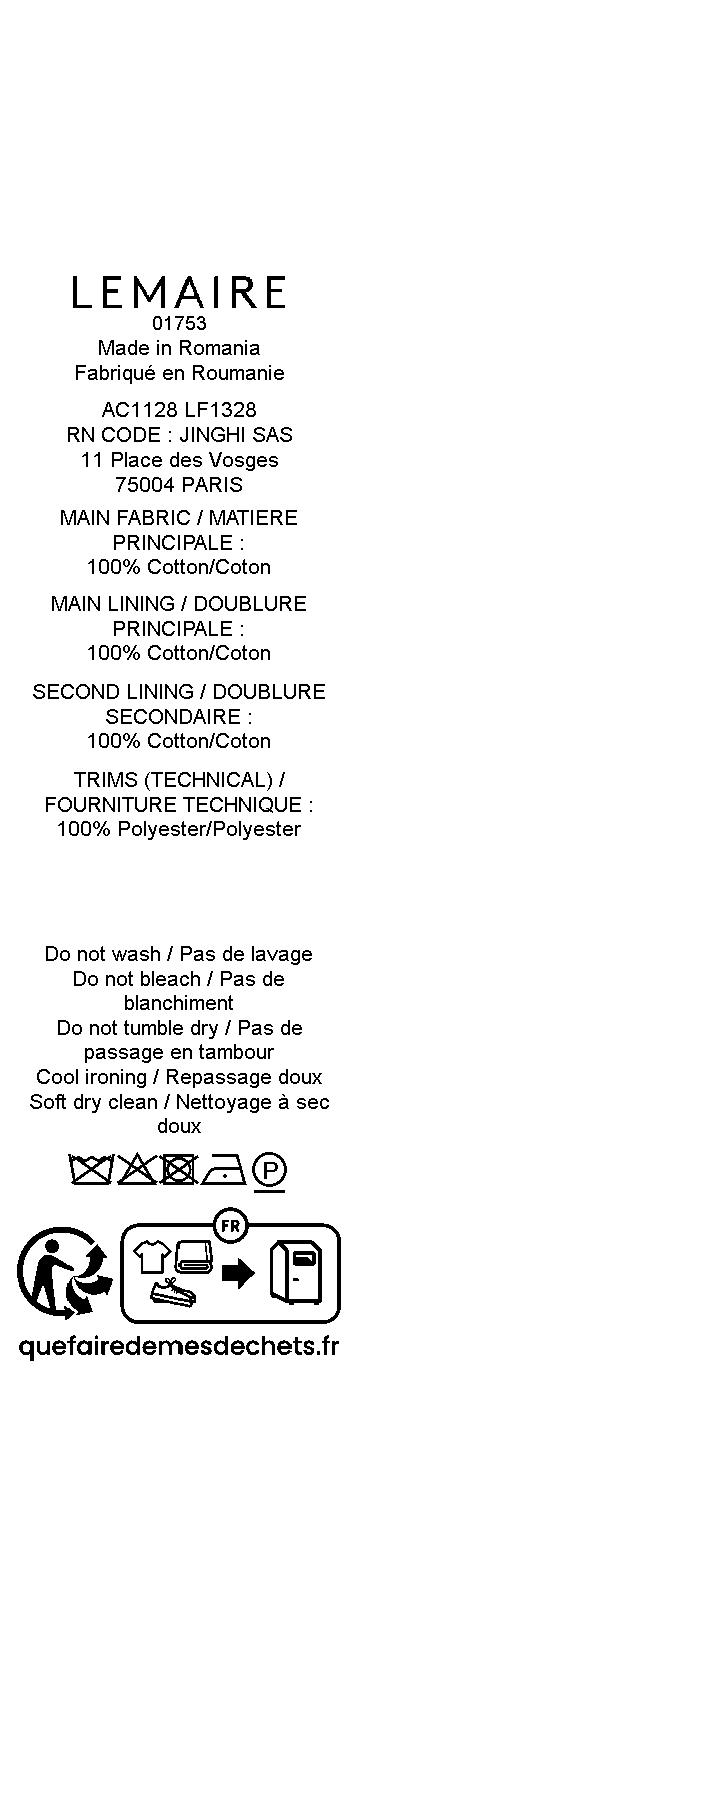 LEMAIRE
01753
Made in Romania
Fabriqué en Roumanie
AC1128 LF1328
RN CODE : JINGHI SAS
11 Place des Vosges
75004 PARIS
MAIN FABRIC / MATIERE
PRINCIPALE :
100% Cotton/Coton
MAIN LINING / DOUBLURE
PRINCIPALE :
100% Cotton/Coton
SECOND LINING / DOUBLURE
SECONDAIRE :
100% Cotton/Coton
TRIMS (TECHNICAL) /
FOURNITURE TECHNIQUE :
100% Polyester/Polyester
Do not wash / Pas de lavage
Do not bleach / Pas de
blanchiment
Do not tumble dry / Pas de
passage en tambour
Cool ironing / Repassage doux
Soft dry clean / Nettoyage à sec
doux
P
FR
quefairedemesdechets.fr